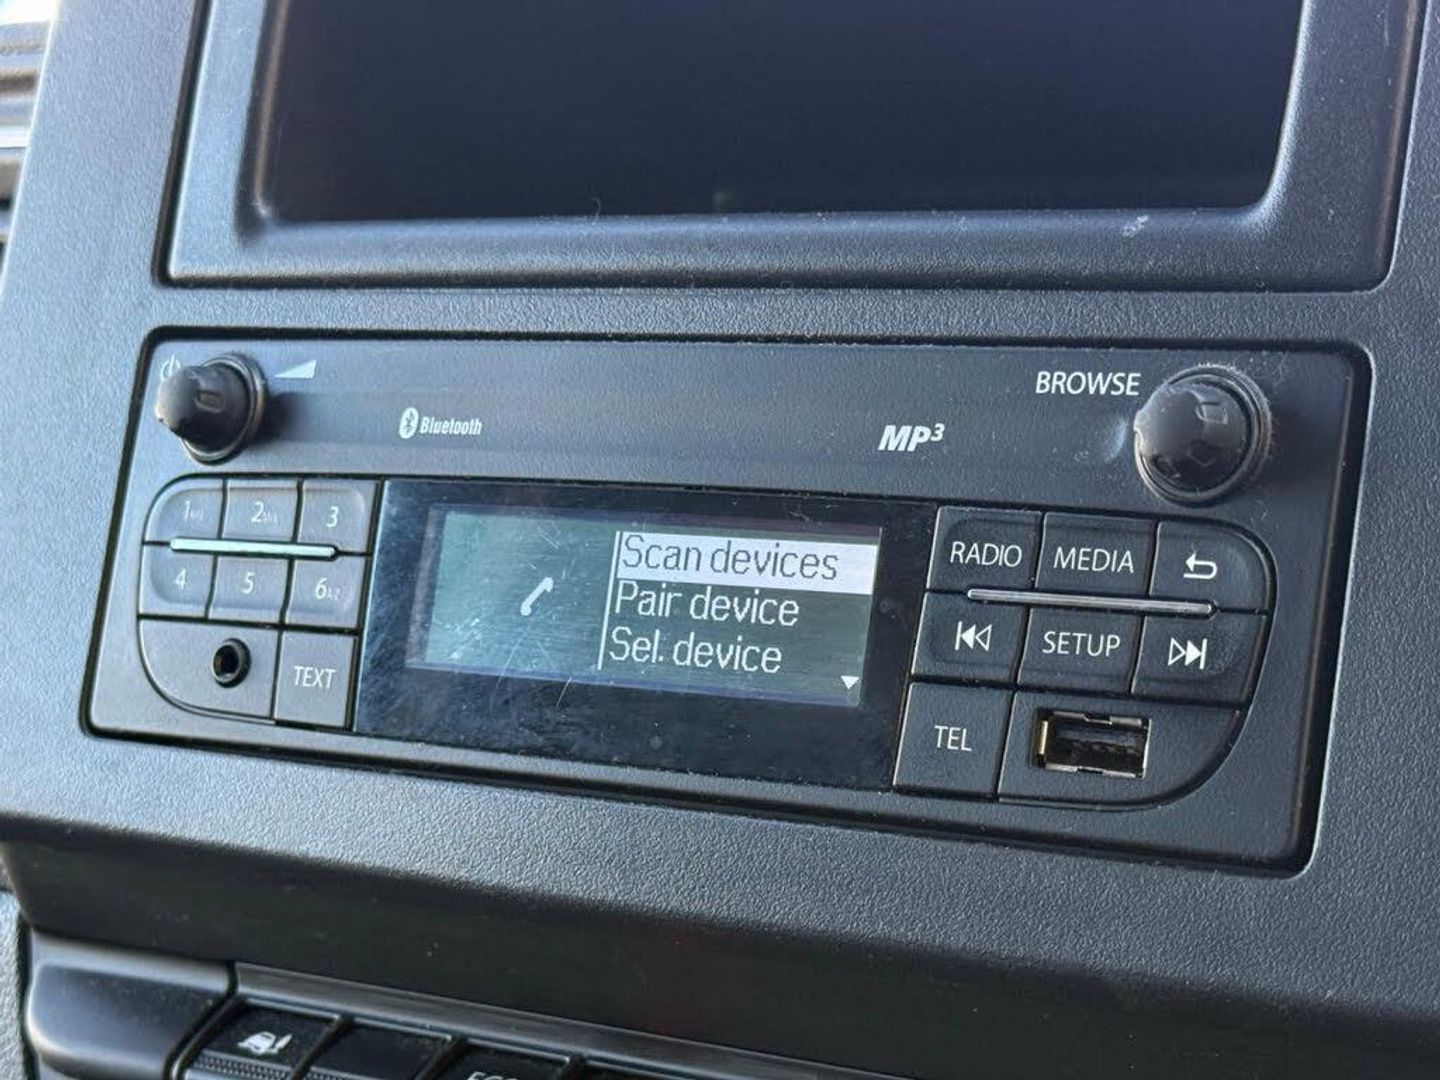 Bluetooth
MP3
BROWSE
1
2
3
4
5
6
TEXT
Scan devices
Pair device
Sel. device
RADIO
MEDIA
SETUP
TEL